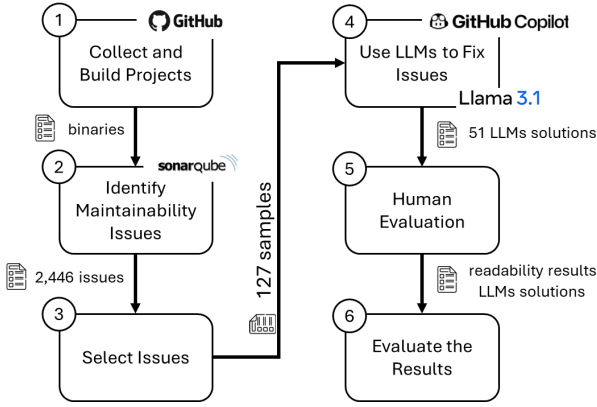 1
GitHub
Collect and
Build Projects
binaries
2
sonarqube
Identify
Maintainability
Issues
2,446 issues
3
Select Issues
127 samples
4
GitHub Copilot
Use LLMs to Fix
Issues
Llama 3.1
51 LLMs solutions
5
Human
Evaluation
readability results
LLMs solutions
6
Evaluate the
Results